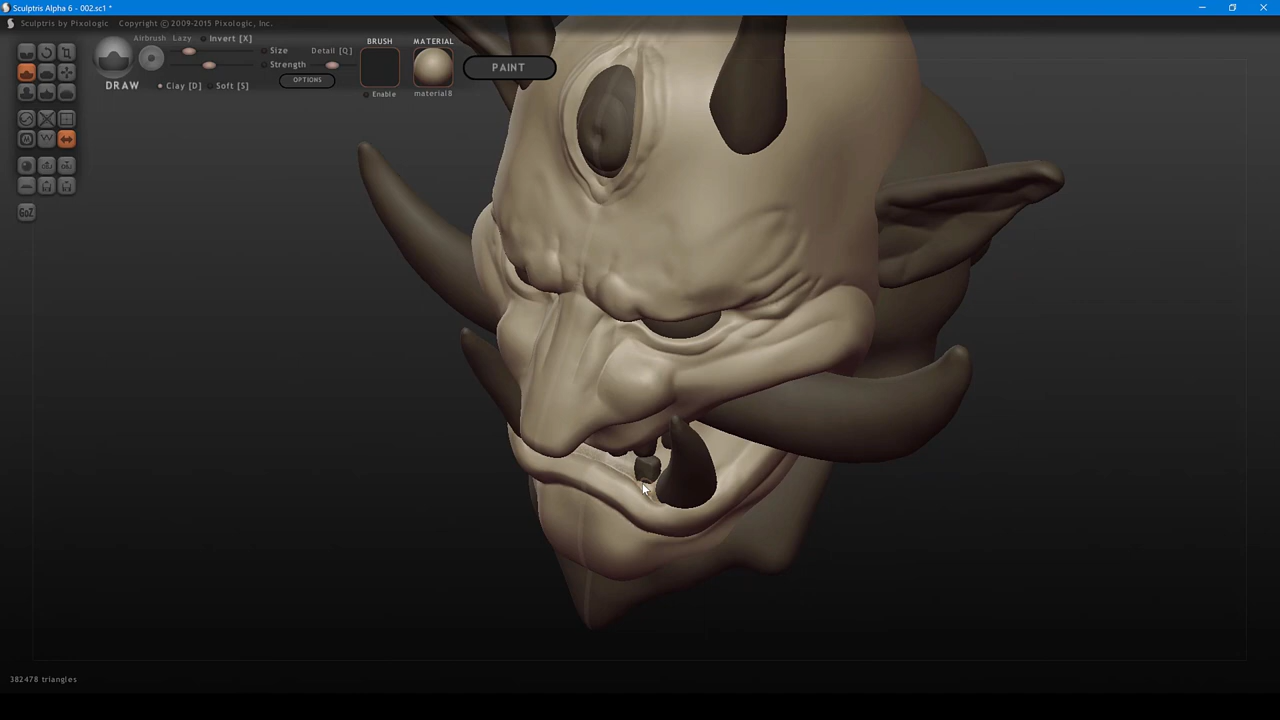 Sculptris Alpha 6 - 002.sc1 *
Sculptris by Pixologic Copyright © 2009-2015 Pixologic, Inc.
Airbrush Lazy Invert [X]
BRUSH MATERIAL
Size Detail [Q]
Strength
PAINT
OPTIONS
DRAW Clay [D] Soft [S]
Enable material8
GoZ
382478 triangles